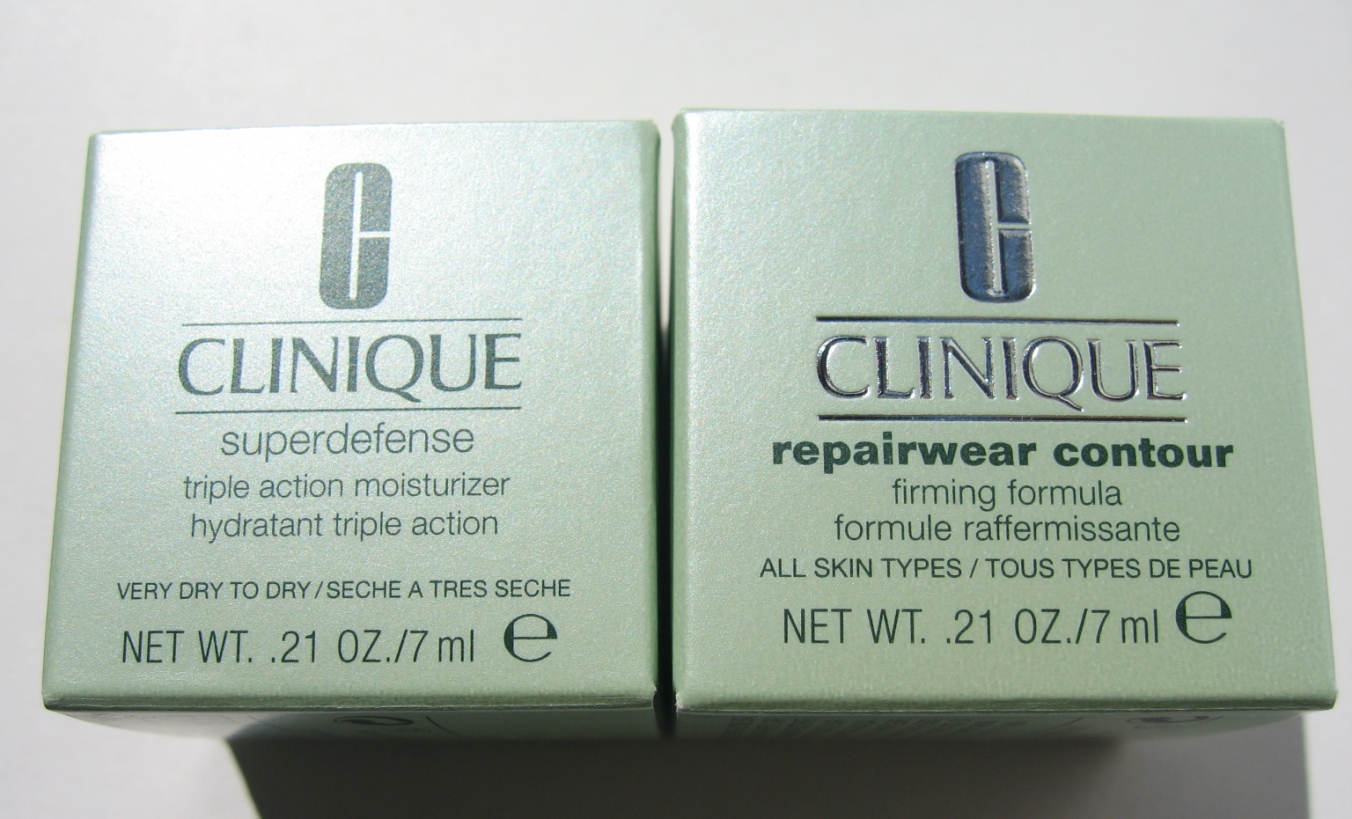 C
CLINIQUE
superdefense
triple action moisturizer
hydratant triple action
VERY DRY TO DRY/SECHE A TRES SECHE
NET WT. .21 OZ./7 ml e
C
CLINIQUE
repairwear contour
firming formula
formule raffermissante
ALL SKIN TYPES / TOUS TYPES DE PEAU
NET WT. .21 OZ./7 ml e